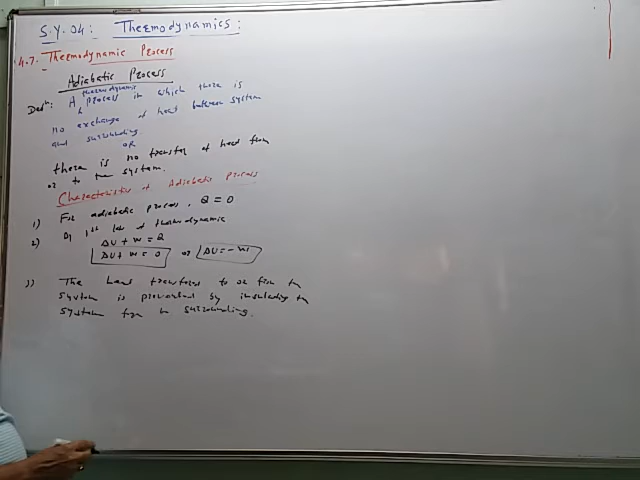 S.Y. 04: Thermodynamics:
4.7. Thermodynamic Process
Adiabatic Process
Defⁿ: A thermodynamic process in which there is
no exchange of heat between system
and surrounding.
OR
there is no transfer of heat from
or to the system.
Characteristics of Adiabatic process
1) For adiabatic process, Q = 0
2) By 1st law of thermodynamic
ΔU + W = Q
ΔU + W = 0 or ΔU = -W
3) The heat transfer to or from the
system is prevented by insulating the
system from the surrounding.